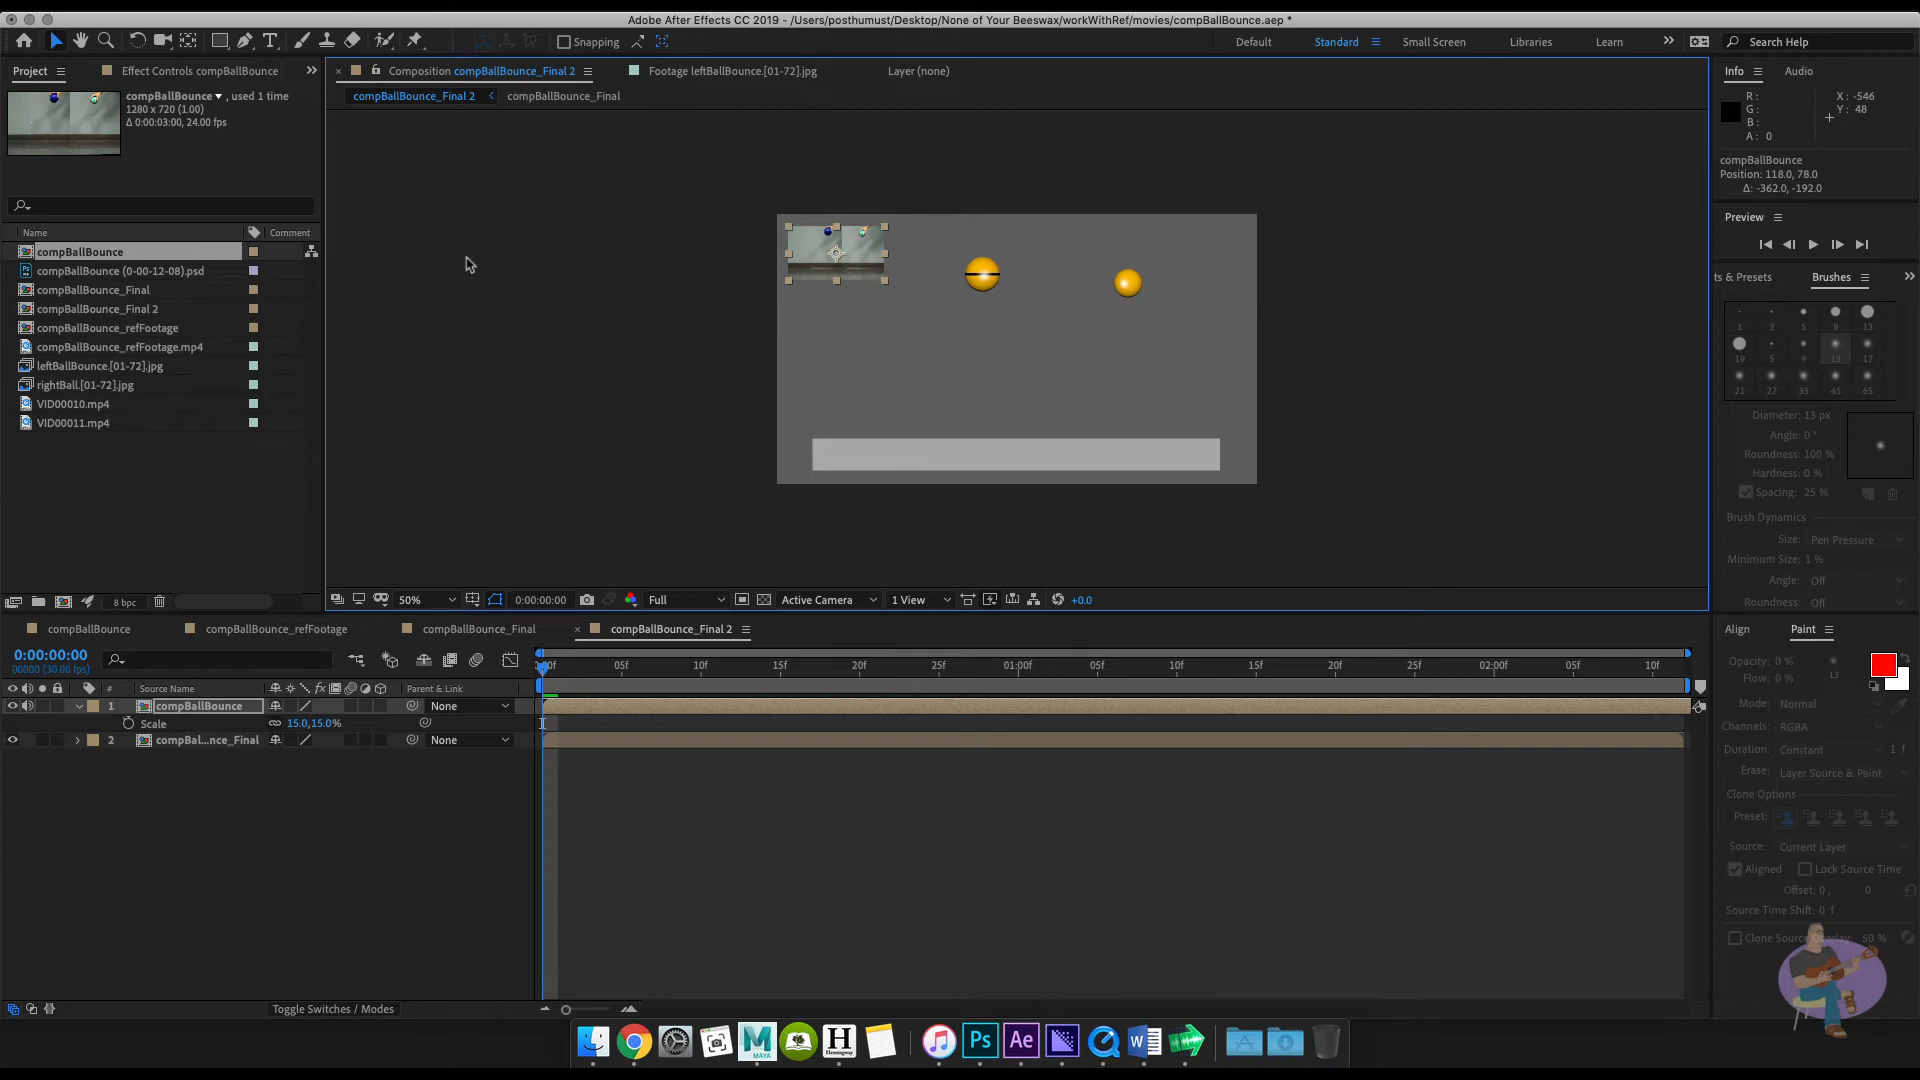 Adobe After Effects CC 2019 - /Users/posthumust/Desktop/None of Your Beeswax/workWithRef/movies/compBallBounce.aep *
Snapping
Default
Standard
Small Screen
Libraries
Learn
Search Help
Project
Effect Controls compBallBounce
Composition compBallBounce_Final 2
Footage leftBallBounce.[01-72].jpg
Layer (none)
Info
Audio
compBallBounce , used 1 time
1280 x 720 (1.00)
Δ 0:00:03:00, 24.00 fps
compBallBounce_Final 2
compBallBounce_Final
R :
G :
B :
A : 0
X : -546
Y : 48
compBallBounce
Position: 118.0, 78.0
Δ: -362.0, -192.0
Preview
Name
Comment
compBallBounce
compBallBounce (0-00-12-08).psd
compBallBounce_Final
compBallBounce_Final 2
compBallBounce_refFootage
compBallBounce_refFootage.mp4
leftBallBounce.[01-72].jpg
rightBall.[01-72].jpg
VID00010.mp4
VID00011.mp4
ts & Presets
Brushes
1 3 5 9 13
19 5 9 13 17
21 27 35 45 65
Diameter: 13 px
Angle: 0 °
Roundness: 100 %
Hardness: 0 %
Spacing: 25 %
Brush Dynamics
Size: Pen Pressure
Minimum Size: 1 %
Angle: Off
Roundness: Off
8 bpc
50%
0:00:00:00
Full
Active Camera
1 View
+0.0
compBallBounce
compBallBounce_refFootage
compBallBounce_Final
compBallBounce_Final 2
Align
Paint
0:00:00:00
00000 (30.00 fps)
:00f 05f 10f 15f 20f 25f 01:00f 05f 10f 15f 20f 25f 02:00f 05f 10f
# Source Name
Parent & Link
1 compBallBounce
None
Scale
15.0,15.0%
2 compBal...nce_Final
None
Opacity: 0 %
Flow: 0 %
13
Mode: Normal
Channels: RGBA
Duration: Constant 1 f
Erase: Layer Source & Paint
Clone Options
Preset:
Source: Current Layer
Aligned
Lock Source Time
Offset: 0 , 0
Source Time Shift: 0 f
Clone Source Overlay: 50 %
Toggle Switches / Modes
MAYA
H
Hemingway
Ps
Ae
W